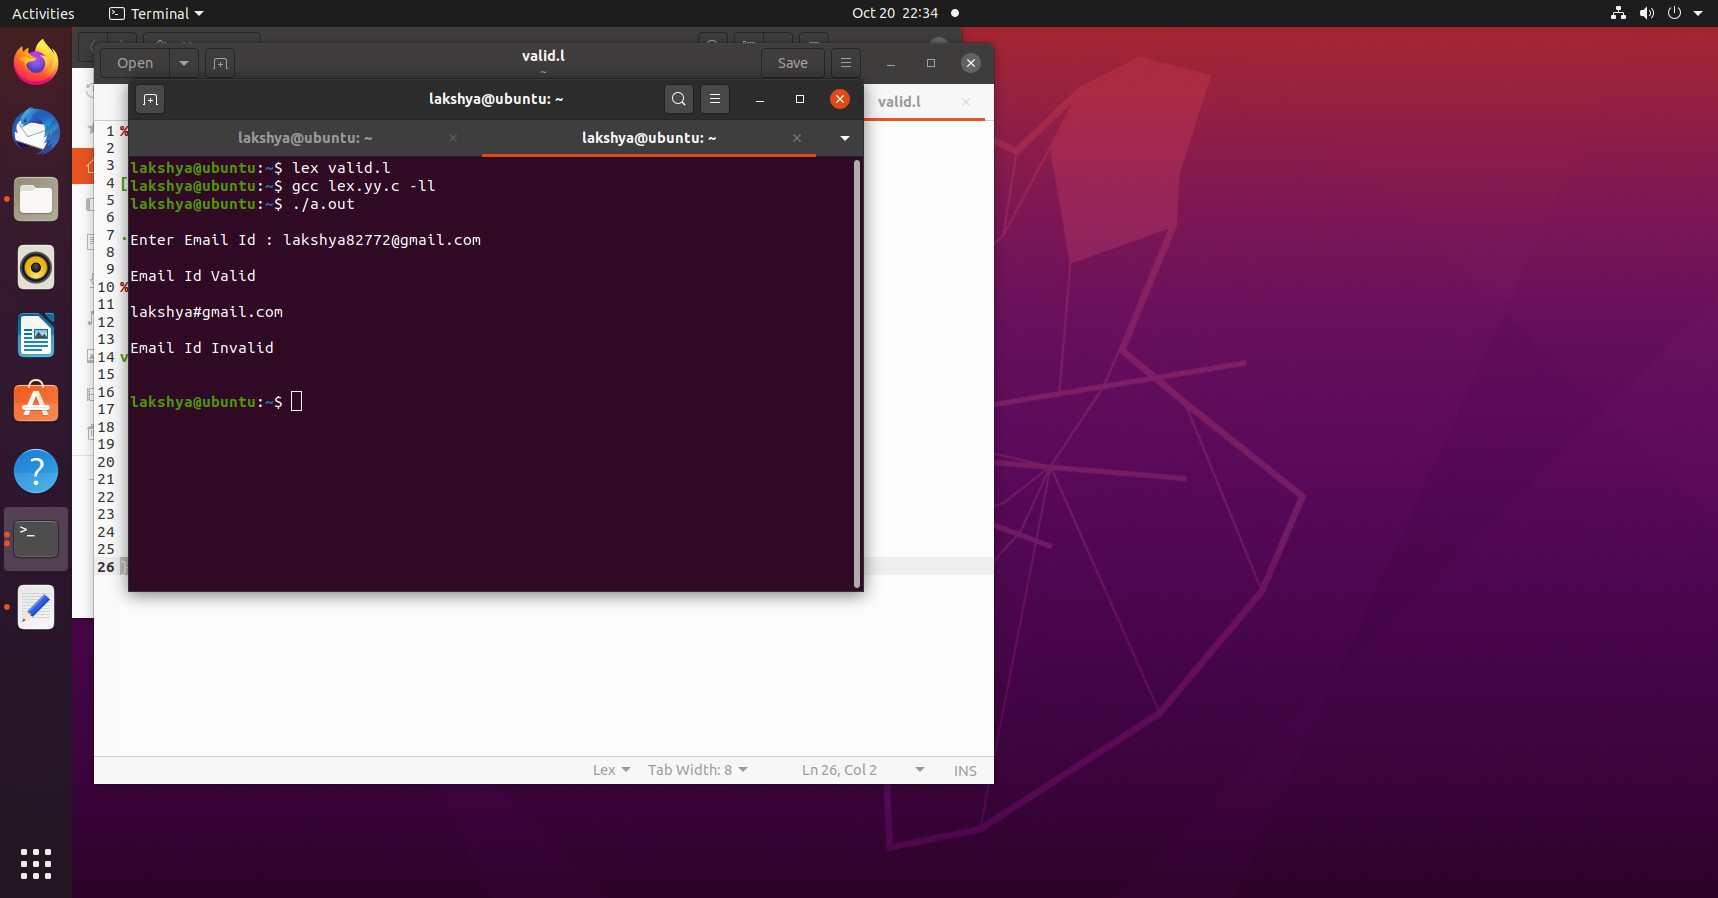 Activities
Terminal
Oct 20 22:34
Open
valid.l
~
Save
lakshya@ubuntu: ~
valid.l
lakshya@ubuntu: ~
lakshya@ubuntu: ~
1 %
2
3
4 [
5
6
7 .
8
9
10 %
11
12
13
14 v
15
16
17
18
19
20
21
22
23
24
25
26 }
lakshya@ubuntu:~$ lex valid.l
lakshya@ubuntu:~$ gcc lex.yy.c -ll
lakshya@ubuntu:~$ ./a.out
Enter Email Id : lakshya82772@gmail.com
Email Id Valid
lakshya#gmail.com
Email Id Invalid
lakshya@ubuntu:~$
Lex
Tab Width: 8
Ln 26, Col 2
INS